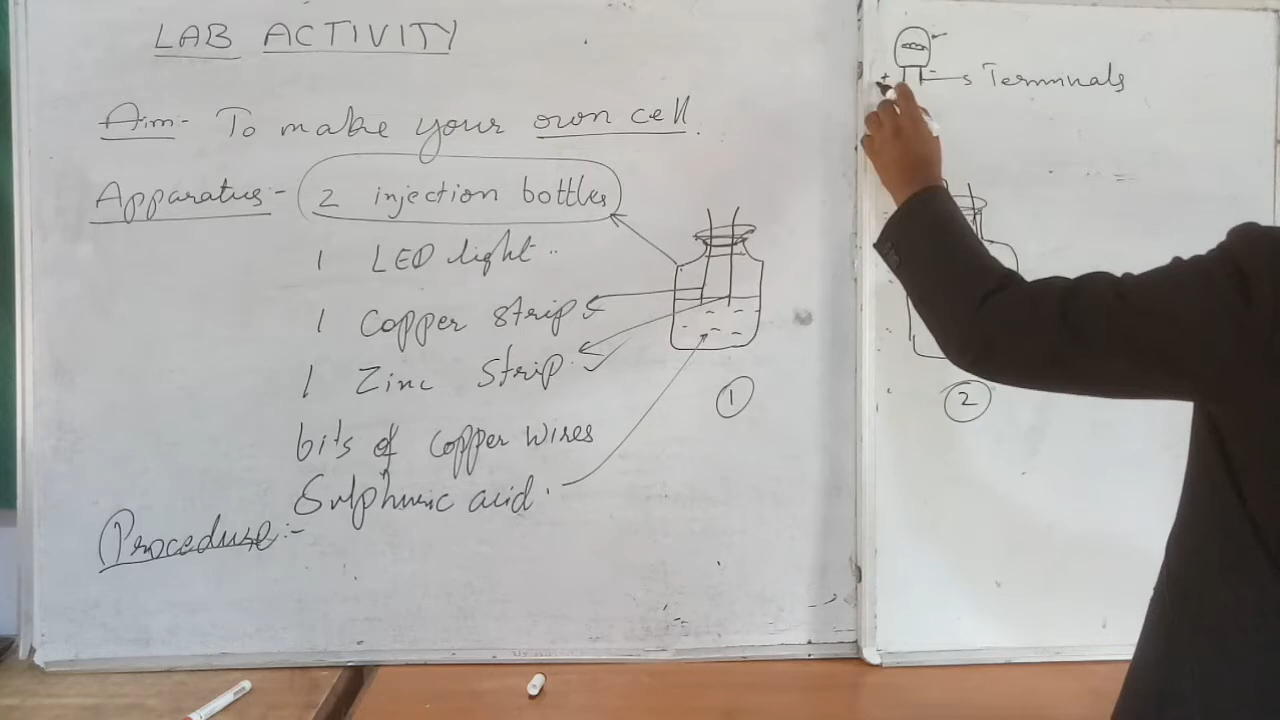 LAB ACTIVITY
Aim- To make your own cell.
Apparatus:- 2 injection bottles
1 LED light..
1 Copper strip
1 Zinc strip.
bits of copper wires
Sulphuric acid.
Procedure:-
1
+ -
Terminals
2